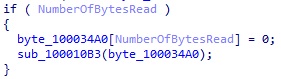 if ( NumberOfBytesRead )
{
byte_100034A0[NumberOfBytesRead] = 0;
sub_100010B3(byte_100034A0);
}